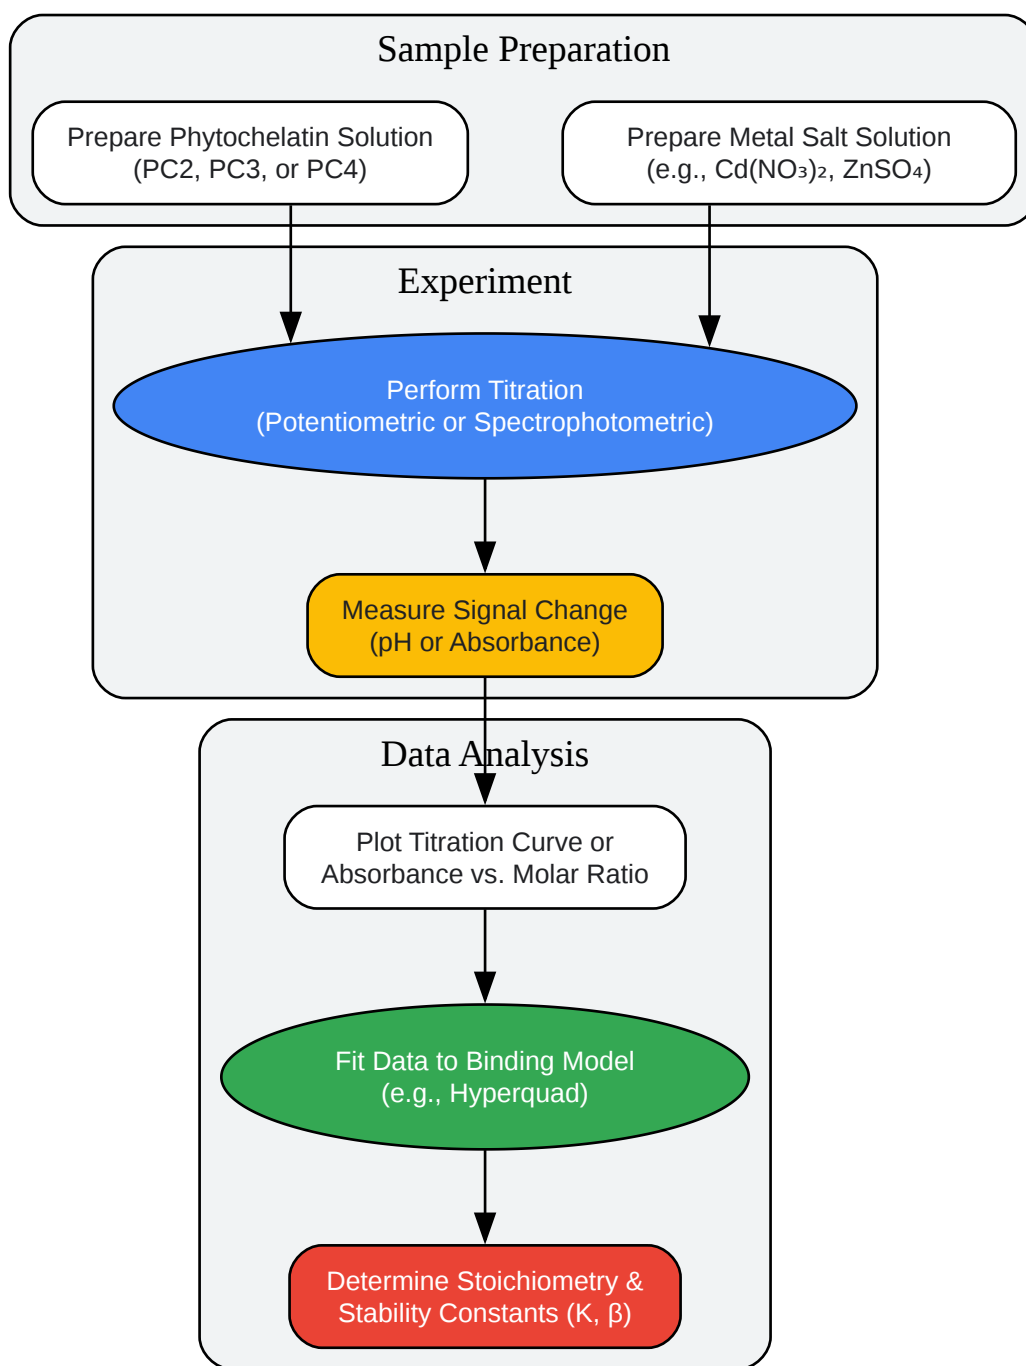 Sample Preparation
Prepare Phytochelatin Solution
(PC2, PC3, or PC4)
Prepare Metal Salt Solution
(e.g., Cd(NO₃)₂, ZnSO₄)
Experiment
Perform Titration
(Potentiometric or Spectrophotometric)
Measure Signal Change
(pH or Absorbance)
Data Analysis
Plot Titration Curve or
Absorbance vs. Molar Ratio
Fit Data to Binding Model
(e.g., Hyperquad)
Determine Stoichiometry &
Stability Constants (K, β)